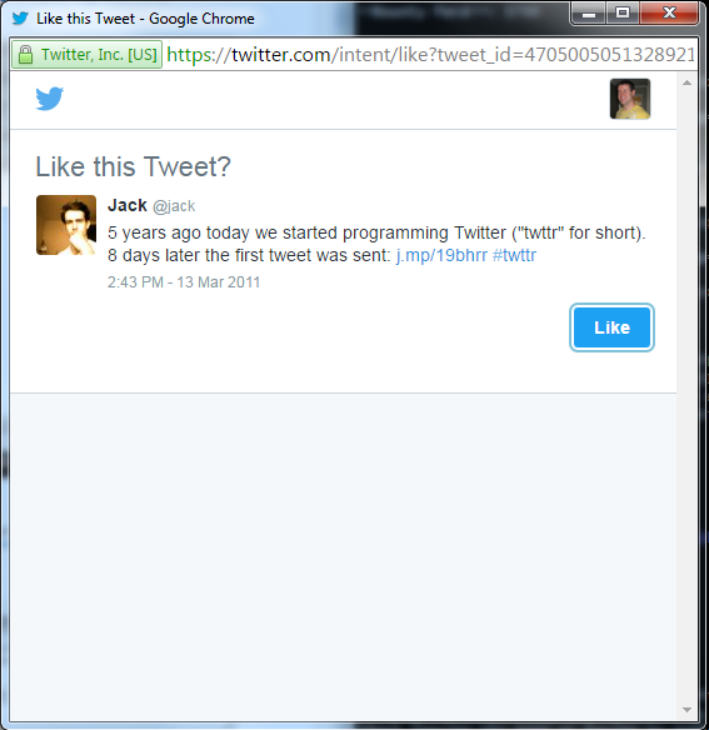 Like this Tweet - Google Chrome
Twitter, Inc. [US] https://twitter.com/intent/like?tweet_id=4705005051328921
Like this Tweet?
Jack @jack
5 years ago today we started programming Twitter ("twttr" for short).
8 days later the first tweet was sent: j.mp/19bhrr #twttr
2:43 PM - 13 Mar 2011
Like